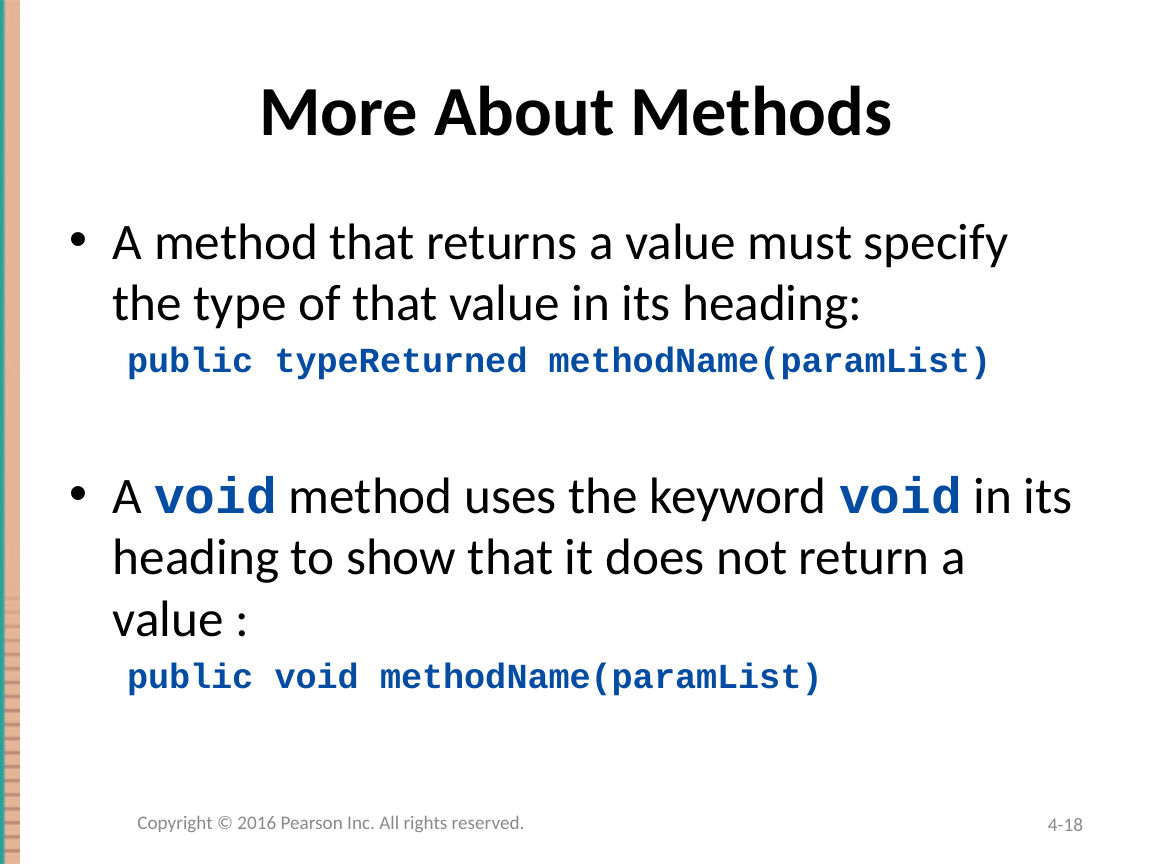 More About Methods
• A method that returns a value must specify
the type of that value in its heading:
public typeReturned methodName(paramList)
• A void method uses the keyword void in its
heading to show that it does not return a
value :
public void methodName(paramList)
Copyright © 2016 Pearson Inc. All rights reserved.
4-18